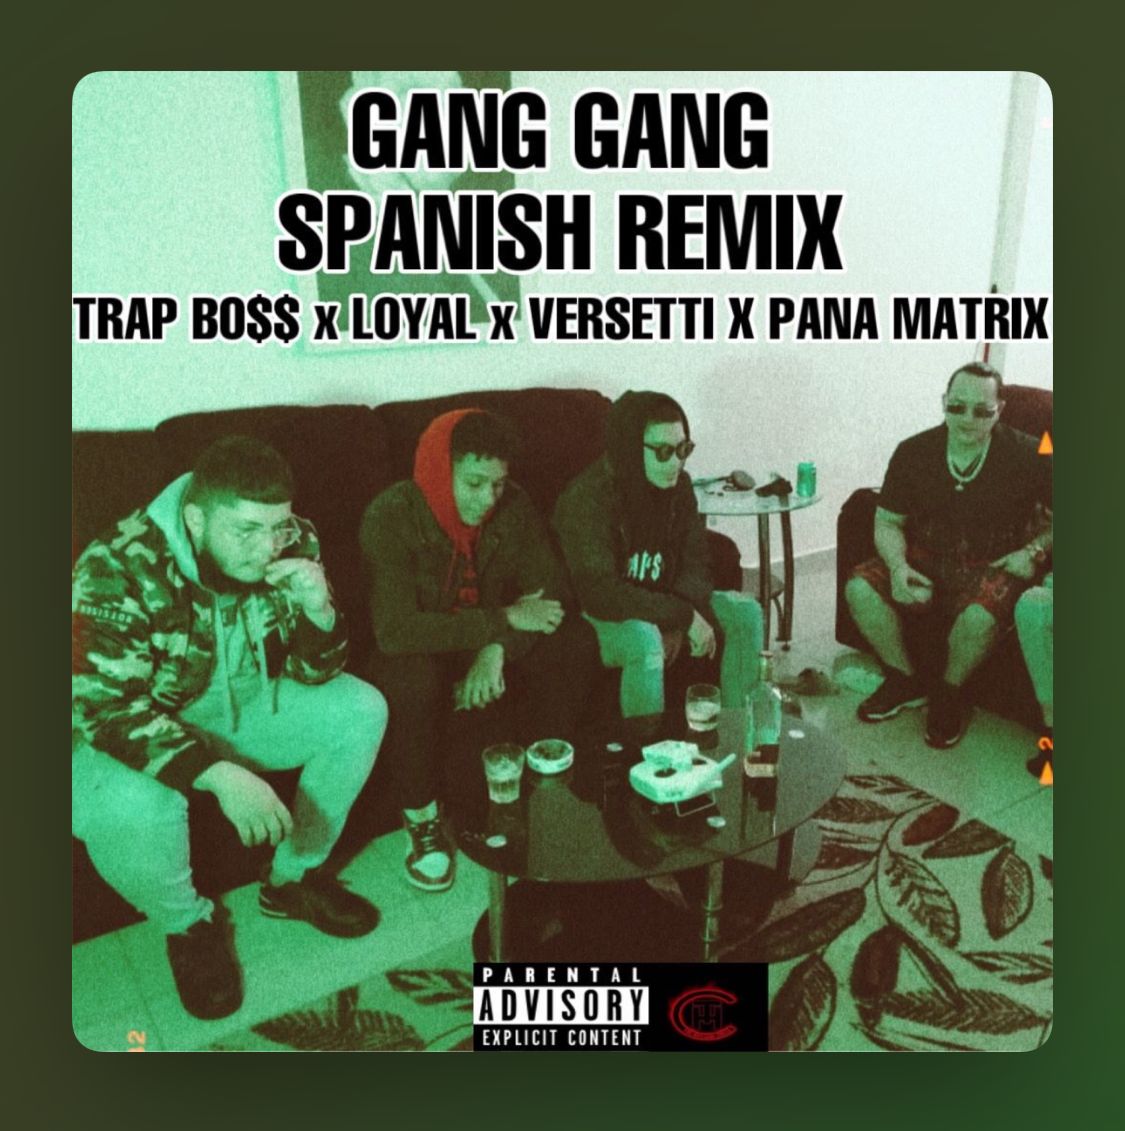 GANG GANG
SPANISH REMIX
TRAP BO$$ x LOYAL x VERSETTI X PANA MATRIX
PARENTAL
ADVISORY
EXPLICIT CONTENT